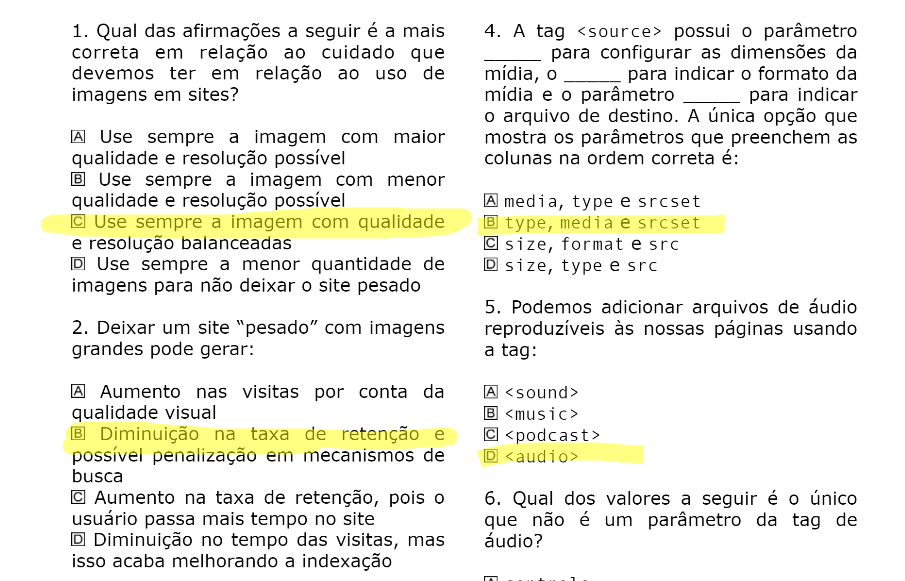 1. Qual das afirmações a seguir é a mais
correta em relação ao cuidado que
devemos ter em relação ao uso de
imagens em sites?
A Use sempre a imagem com maior
qualidade e resolução possível
B Use sempre a imagem com menor
qualidade e resolução possível
C Use sempre a imagem com qualidade
e resolução balanceadas
D Use sempre a menor quantidade de
imagens para não deixar o site pesado
2. Deixar um site “pesado” com imagens
grandes pode gerar:
A Aumento nas visitas por conta da
qualidade visual
B Diminuição na taxa de retenção e
possível penalização em mecanismos de
busca
C Aumento na taxa de retenção, pois o
usuário passa mais tempo no site
D Diminuição no tempo das visitas, mas
isso acaba melhorando a indexação
4. A tag <source> possui o parâmetro
_____ para configurar as dimensões da
mídia, o _____ para indicar o formato da
mídia e o parâmetro _____ para indicar
o arquivo de destino. A única opção que
mostra os parâmetros que preenchem as
colunas na ordem correta é:
A media, type e srcset
B type, media e srcset
C size, format e src
D size, type e src
5. Podemos adicionar arquivos de áudio
reproduzíveis às nossas páginas usando
a tag:
A <sound>
B <music>
C <podcast>
D <audio>
6. Qual dos valores a seguir é o único
que não é um parâmetro da tag de
áudio?